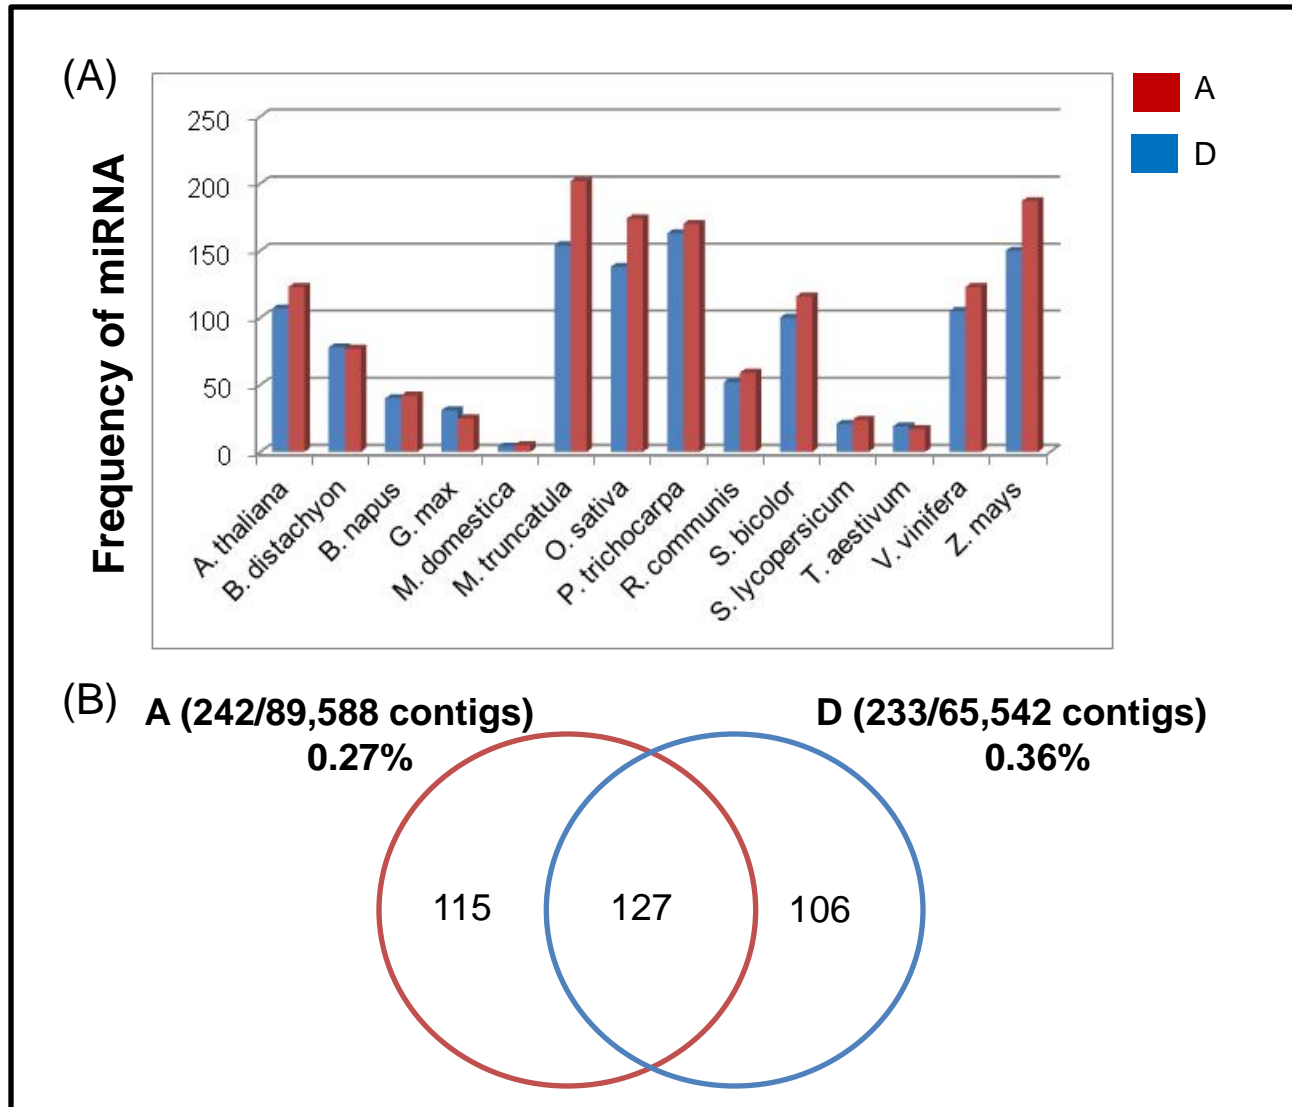 (A)
A
D
Frequency of miRNA
250
200
150
100
50
0
A. thaliana
B. distachyon
B. napus
G. max
M. domestica
M. truncatula
O. sativa
P. trichocarpa
R. communis
S. bicolor
S. lycopersicum
T. aestivum
V. vinifera
Z. mays
(B)
A (242/89,588 contigs)
0.27%
D (233/65,542 contigs)
0.36%
115
127
106